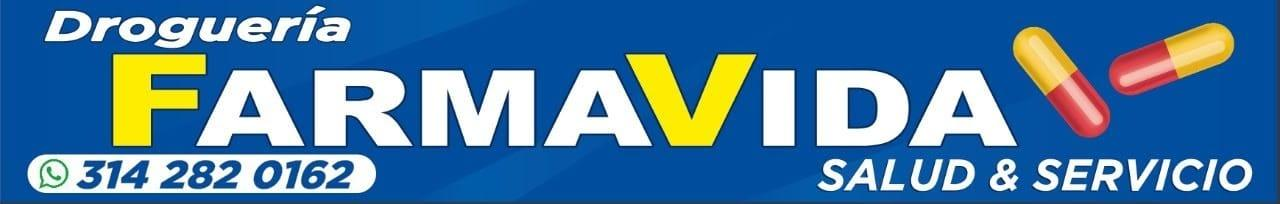 Droguería
FARMAVIDA
314 282 0162
SALUD & SERVICIO